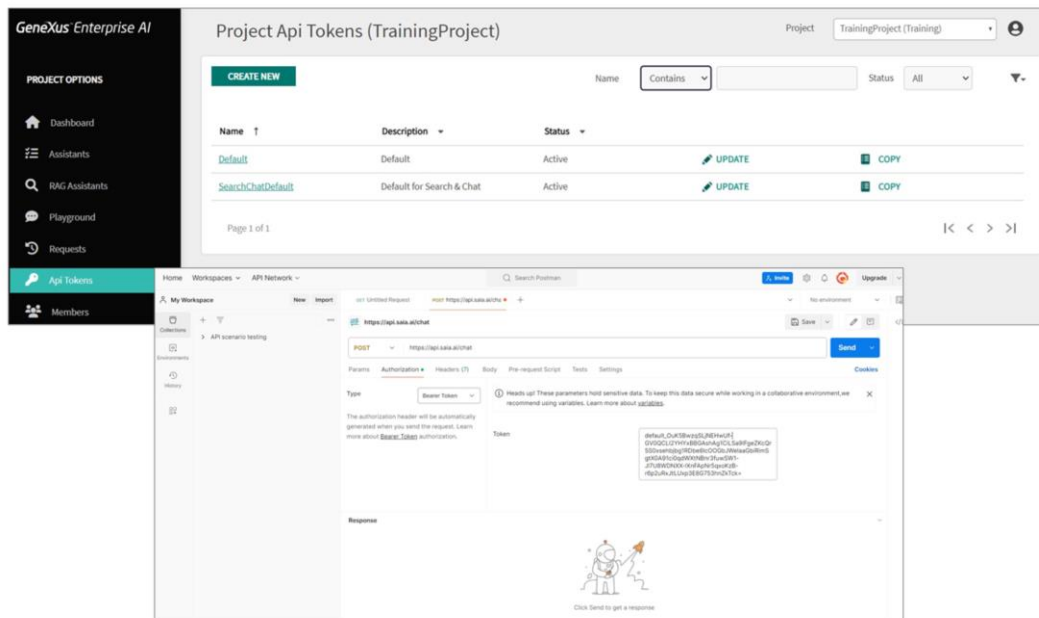 GeneXus Enterprise AI
Project Api Tokens (TrainingProject)
Project
TrainingProject (Training)
PROJECT OPTIONS
Dashboard
Assistants
RAG Assistants
Playground
Requests
Api Tokens
Members
CREATE NEW
Name
Contains
Status
All
Name ↑
Description
Status
Default
Default
Active
UPDATE
COPY
SearchChatDefault
Default for Search & Chat
Active
UPDATE
COPY
Page 1 of 1
Home
Workspaces
API Network
Search Postman
Invite
Upgrade
My Workspace
New
Import
GET Untitled Request
POST https://api.saia.ai/cha
+
No environment
Collections
API scenario testing
https://api.saia.ai/chat
Save
Environments
POST
https://api.saia.ai/chat
Send
History
Params
Authorization
Headers (7)
Body
Pre-request Script
Tests
Settings
Cookies
Type
Bearer Token
Heads up! These parameters hold sensitive data. To keep this data secure while working in a collaborative environment,we
recommend using variables. Learn more about variables.
The authorization header will be automatically
generated when you send the request. Learn
more about Bearer Token authorization.
Token
Response
Click Send to get a response